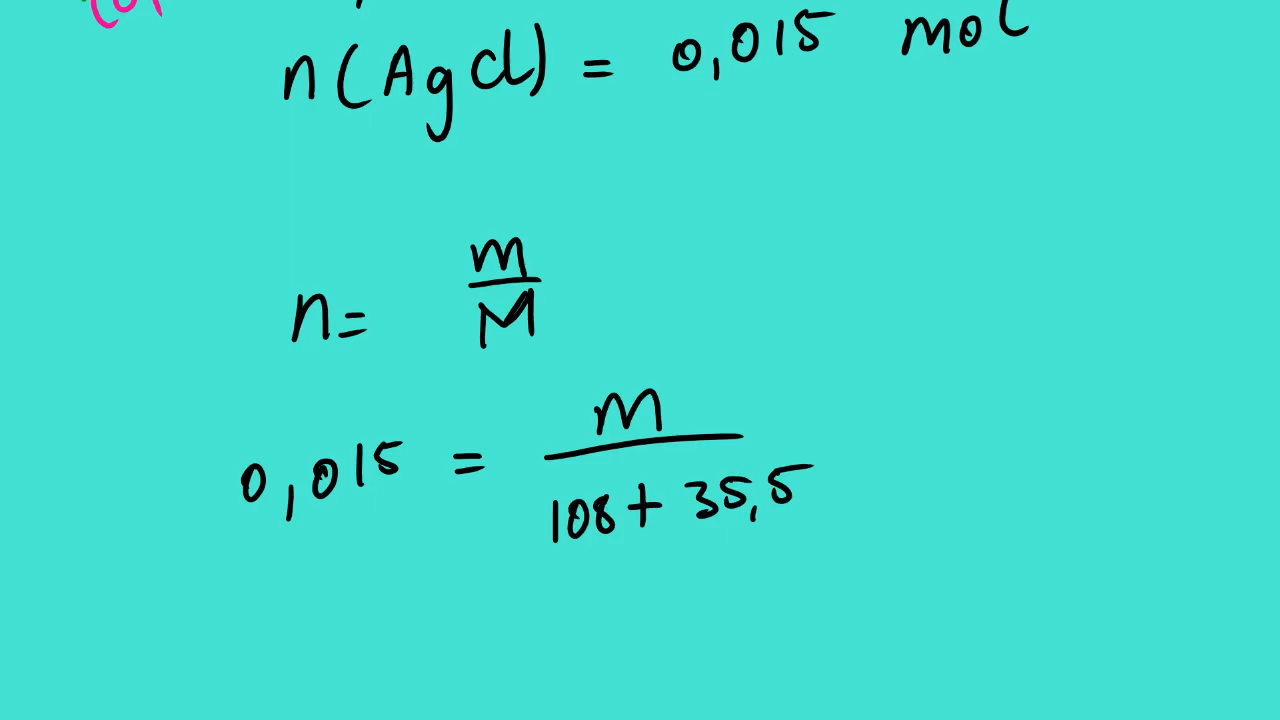 n(AgCl) = 0,015 mol
n= m/M
0,015 = m/108+35,5